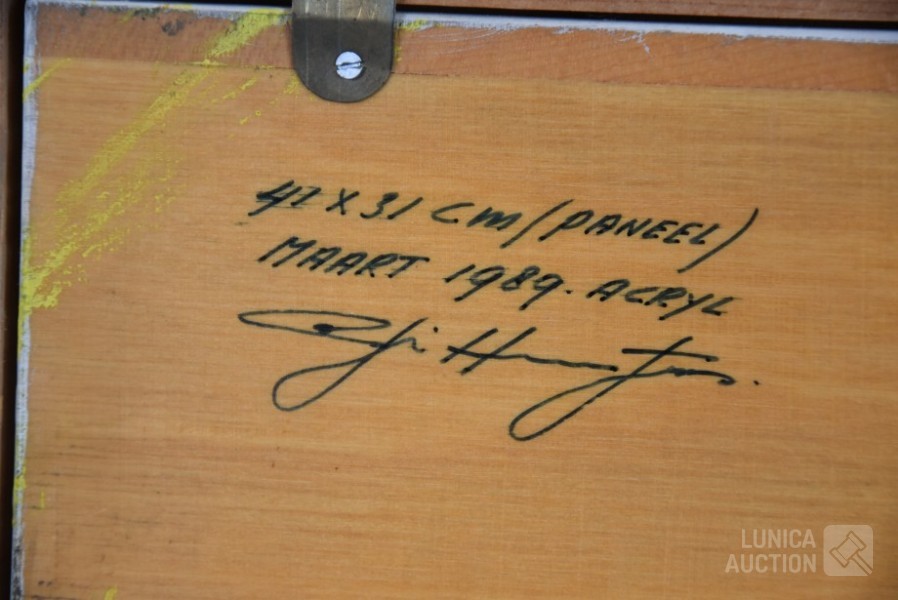 41 X 31 CM (PANEEL)
MAART 1989. ACRYL
LUNICA
AUCTION